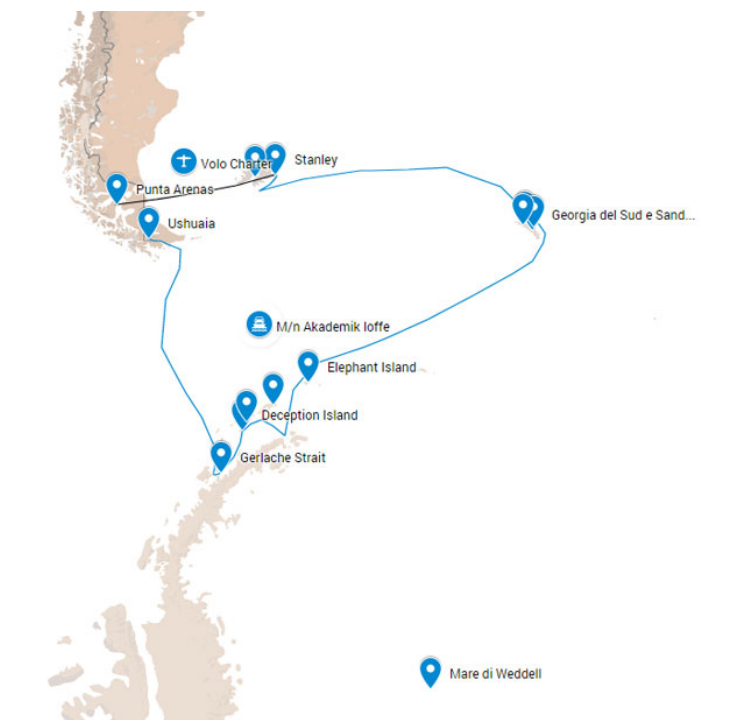 Volo Charter
Stanley
Punta Arenas
Ushuaia
Georgia del Sud e Sand...
M/n Akademik Ioffe
Elephant Island
Deception Island
Gerlache Strait
Mare di Weddell